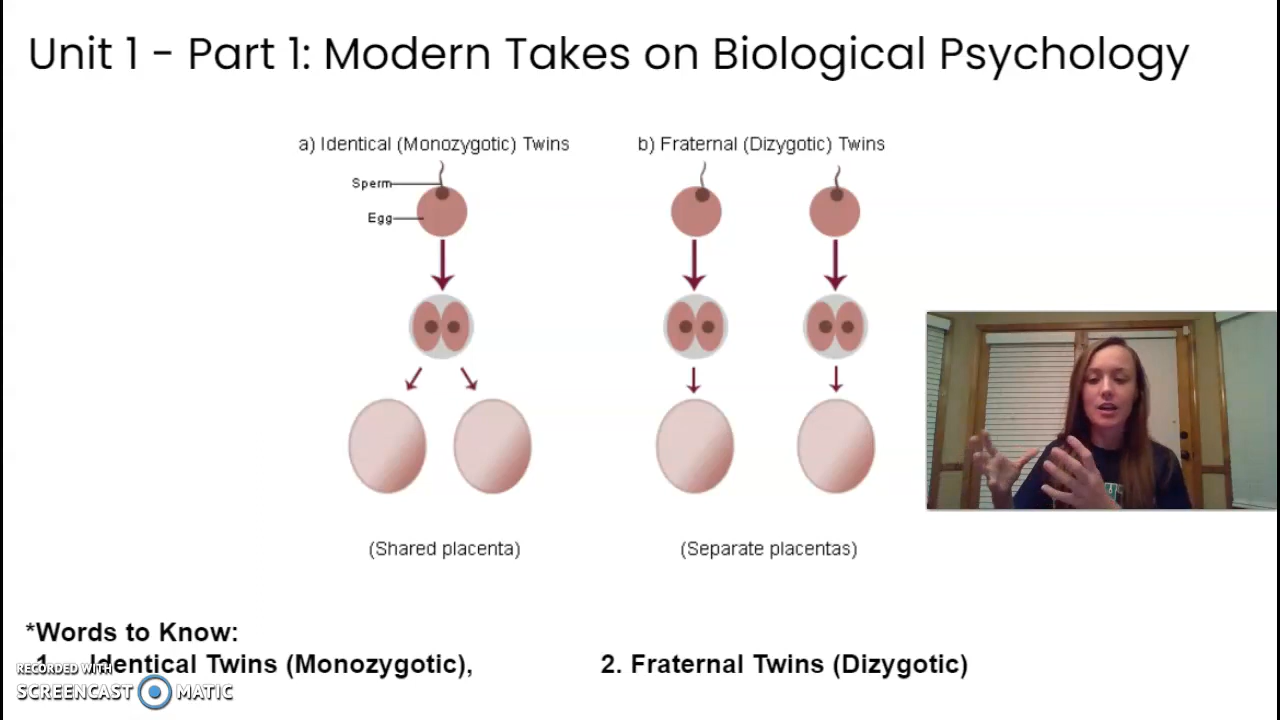 Unit 1 - Part 1: Modern Takes on Biological Psychology
a) Identical (Monozygotic) Twins
b) Fraternal (Dizygotic) Twins
Sperm
Egg
(Shared placenta)
(Separate placentas)
*Words to Know:
1. Identical Twins (Monozygotic),
2. Fraternal Twins (Dizygotic)
RECORDED WITH
SCREENCAST MATIC